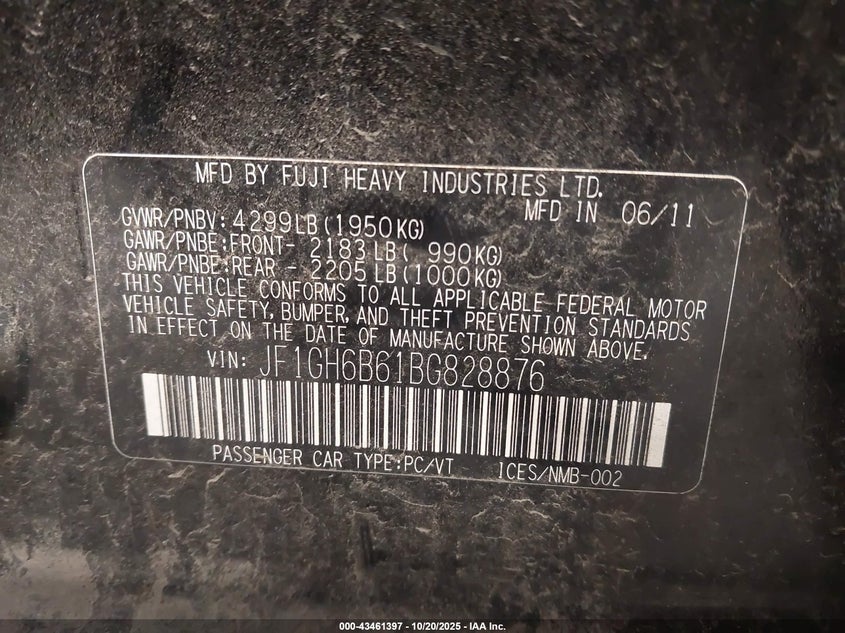 MFD BY FUJI HEAVY INDUSTRIES LTD.
MFD IN 06/11
GVWR/PNBV: 4299LB (1950KG)
GAWR/PNBE:FRONT- 2183LB( 990KG)
GAWR/PNBE:REAR - 2205LB(1000KG)
THIS VEHICLE CONFORMS TO ALL APPLICABLE FEDERAL MOTOR
VEHICLE SAFETY, BUMPER, AND THEFT PREVENTION STANDARDS
IN EFFECT ON THE DATE OF MANUFACTURE SHOWN ABOVE.
VIN: JF1GH6B61BG828876
PASSENGER CAR TYPE:PC/VT ICES/NMB-002
000-43461397 - 10/20/2025 - IAA Inc.